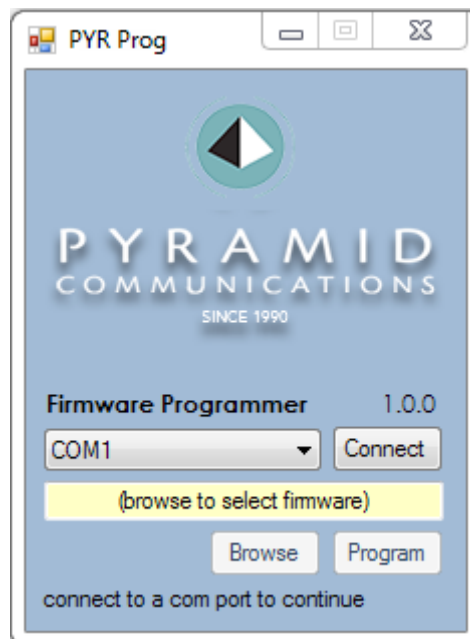 PYR Prog
PYRAMID
COMMUNICATIONS
SINCE 1990
Firmware Programmer 1.0.0
COM1 Connect
(browse to select firmware)
Browse Program
connect to a com port to continue